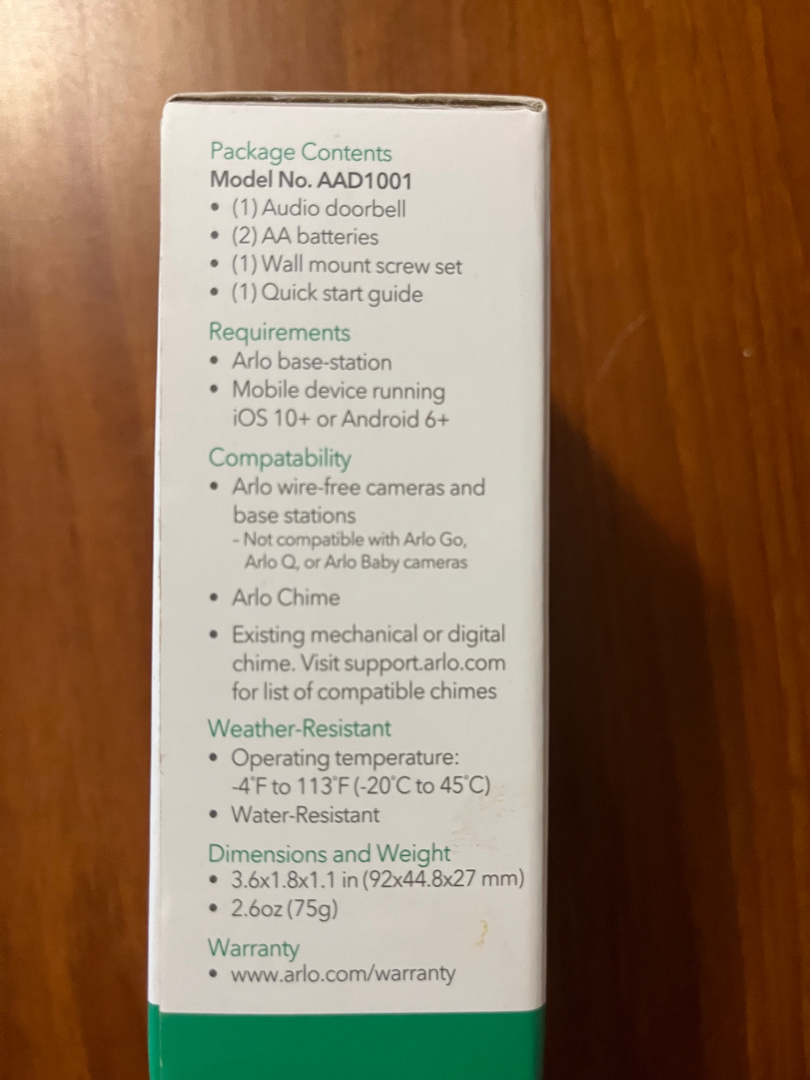 Package Contents
Model No. AAD1001
• (1) Audio doorbell
• (2) AA batteries
• (1) Wall mount screw set
• (1) Quick start guide
Requirements
• Arlo base-station
• Mobile device running
iOS 10+ or Android 6+
Compatability
• Arlo wire-free cameras and
base stations
- Not compatible with Arlo Go,
Arlo Q, or Arlo Baby cameras
• Arlo Chime
• Existing mechanical or digital
chime. Visit support.arlo.com
for list of compatible chimes
Weather-Resistant
• Operating temperature:
-4°F to 113°F (-20°C to 45°C)
• Water-Resistant
Dimensions and Weight
• 3.6x1.8x1.1 in (92x44.8x27 mm)
• 2.6oz (75g)
Warranty
• www.arlo.com/warranty